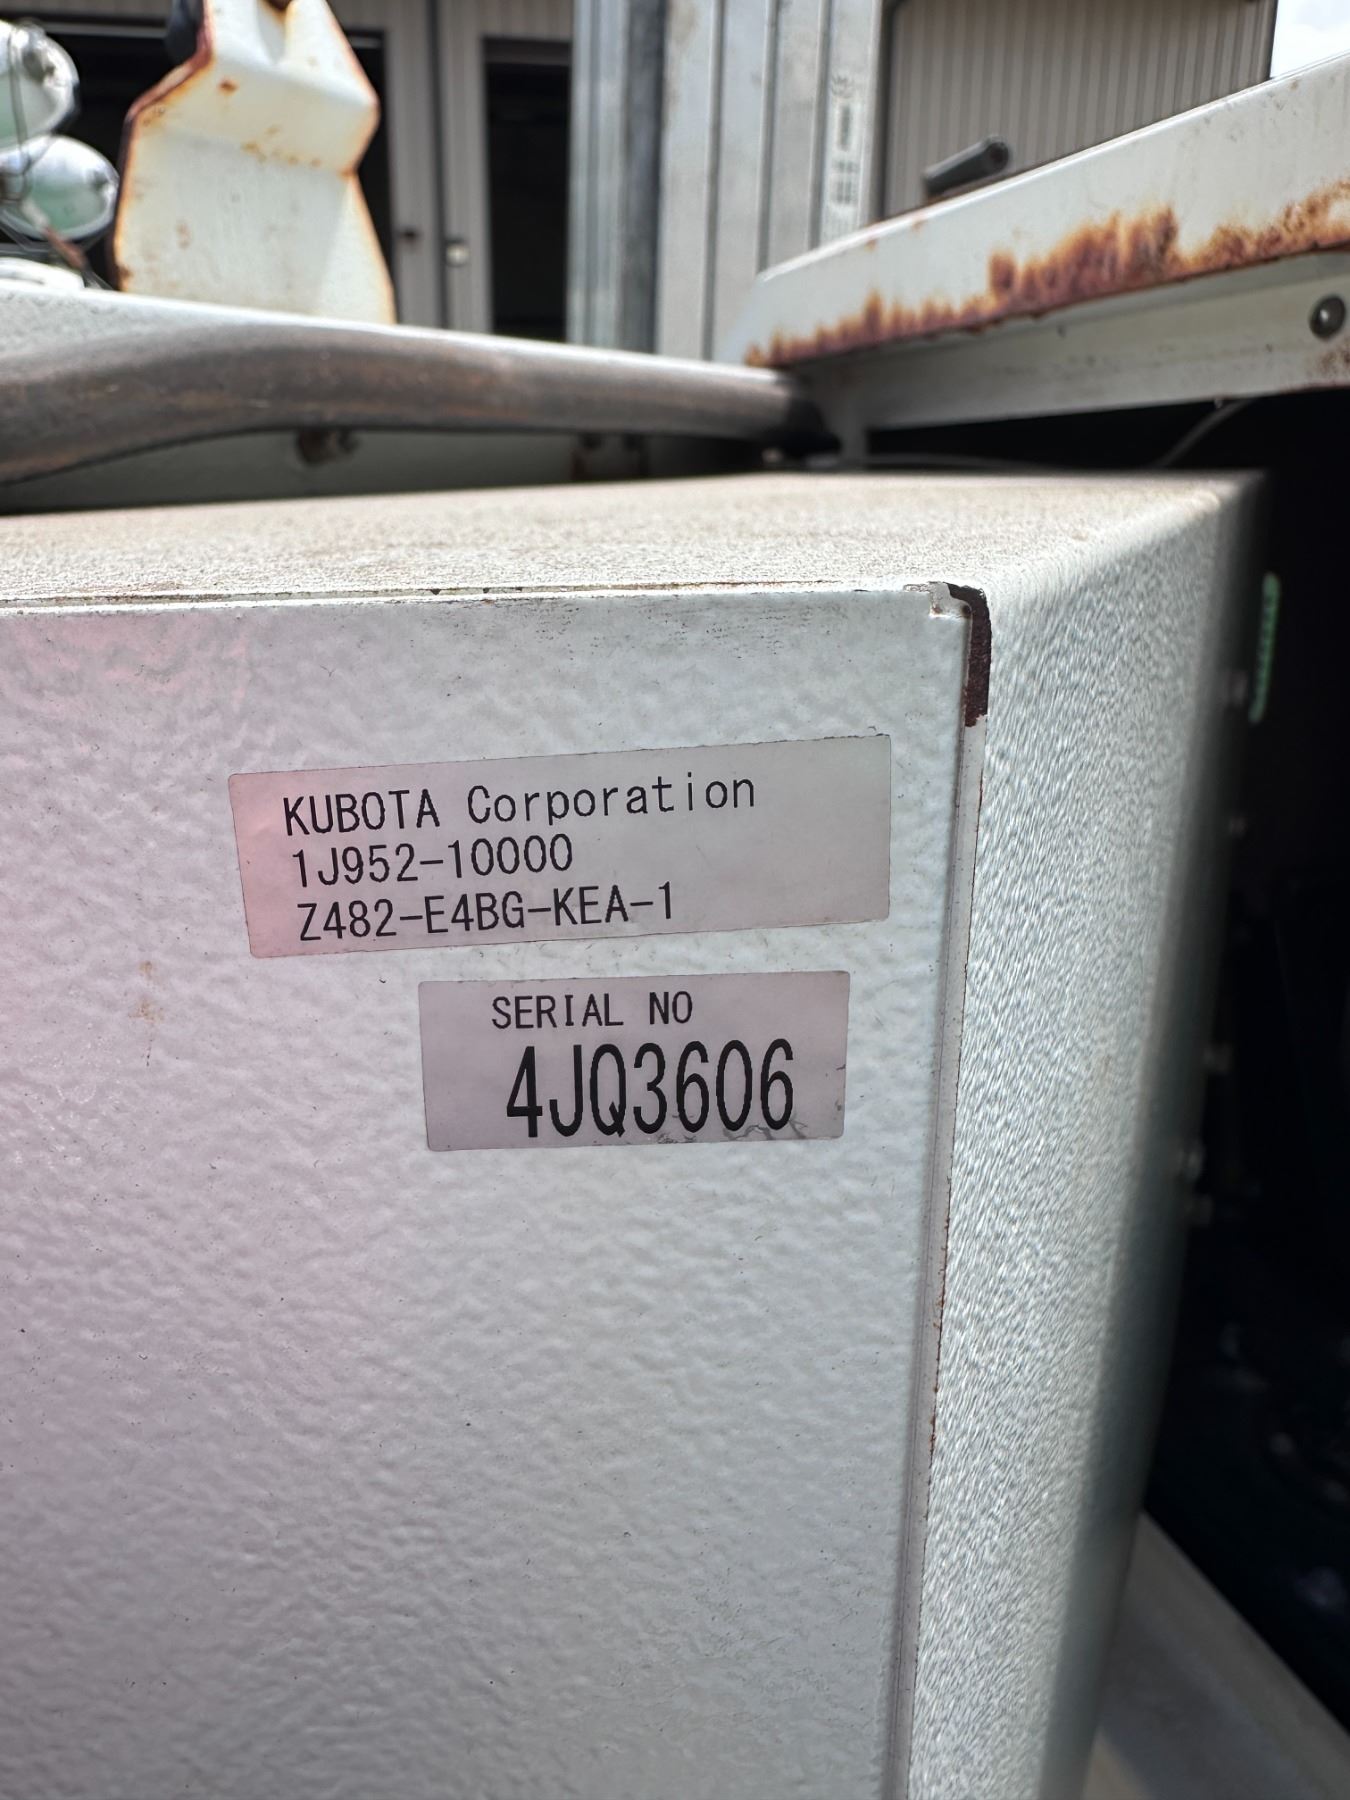 KUBOTA Corporation
1J952-10000
Z482-E4BG-KEA-1
SERIAL NO
4JQ3606